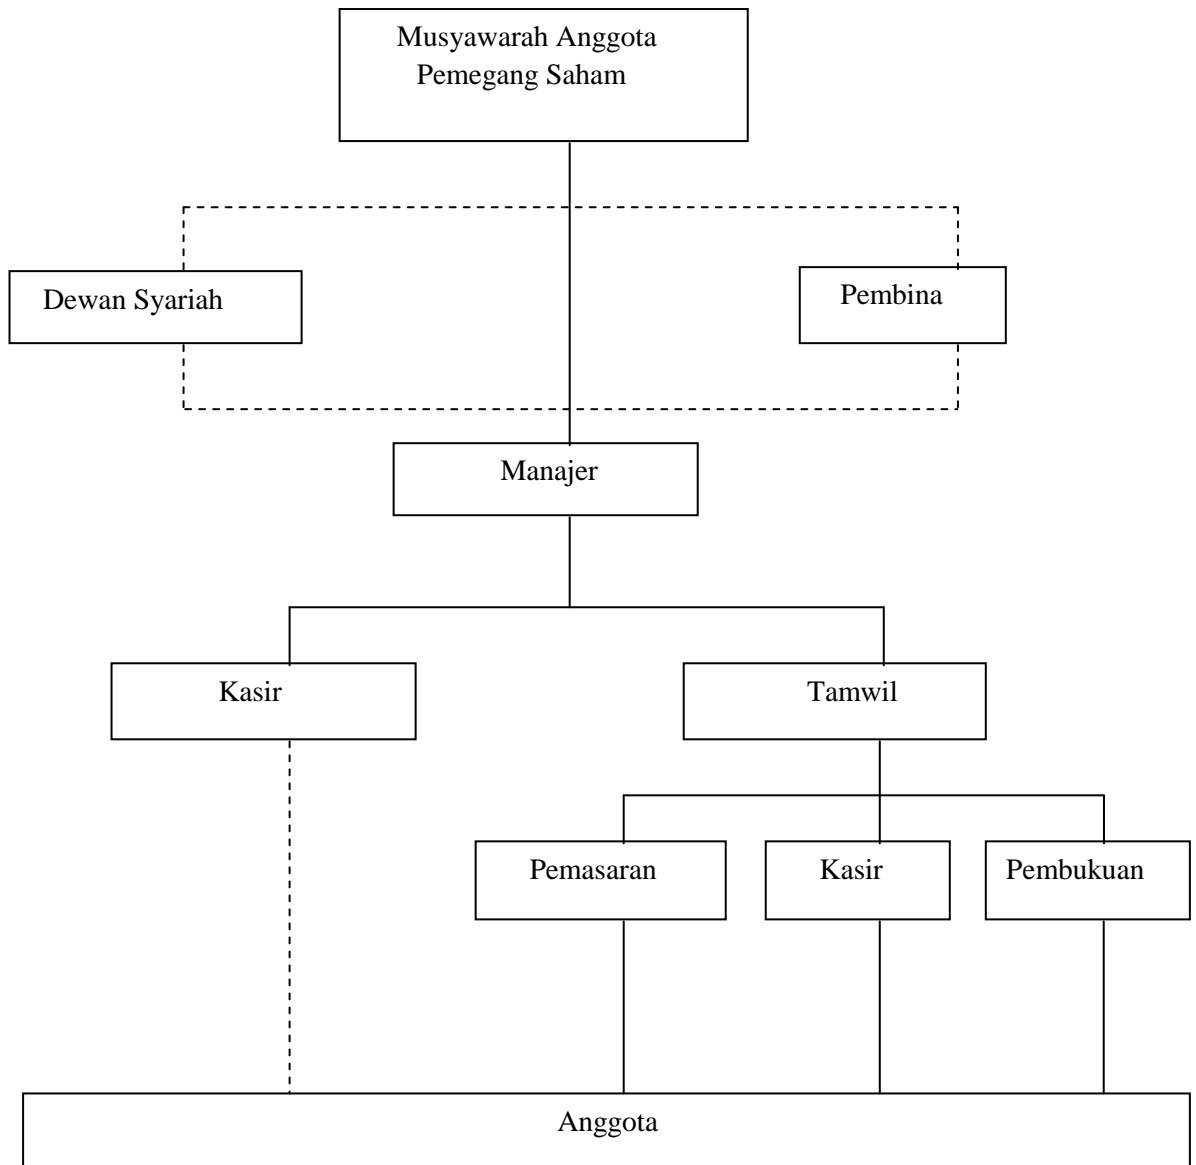 Musyawarah Anggota
Pemegang Saham
Dewan Syariah
Pembina
Manajer
Kasir
Tamwil
Pemasaran
Kasir
Pembukuan
Anggota